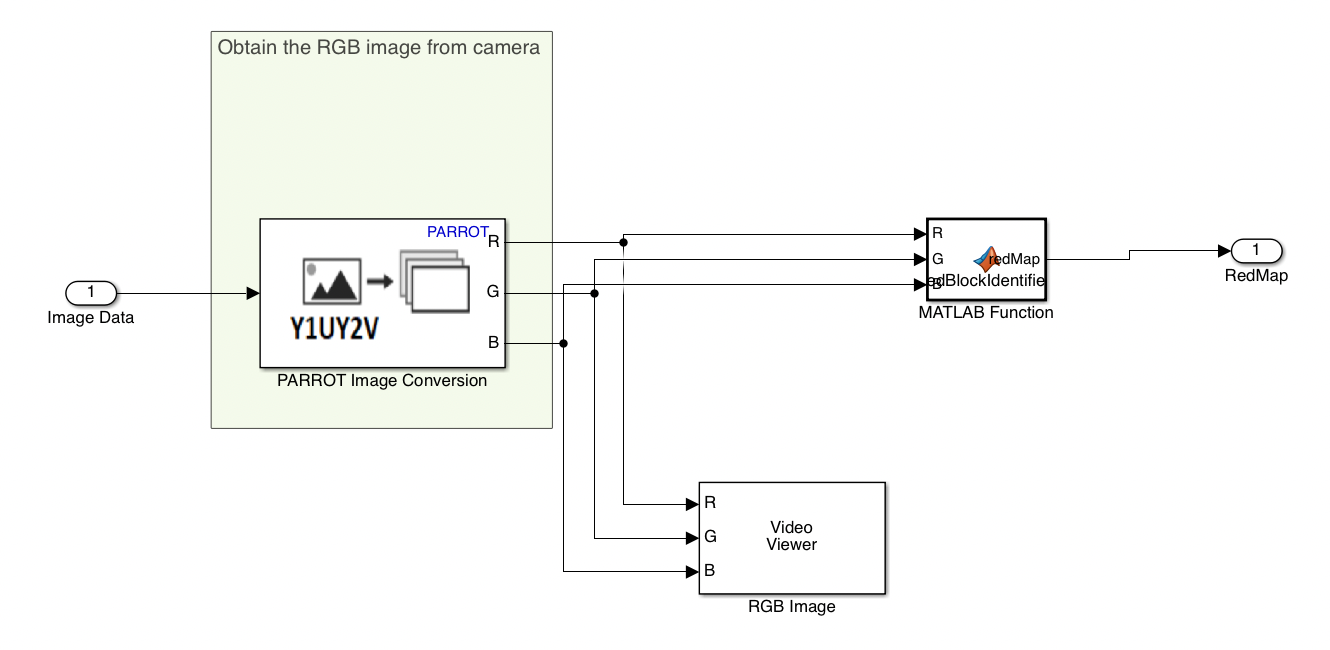 Obtain the RGB image from camera
1
Image Data
PARROT
R
G
B
Y1UY2V
PARROT Image Conversion
R
G
B
redMap
edBlockIdentifie
MATLAB Function
1
RedMap
R
G
B
Video
Viewer
RGB Image